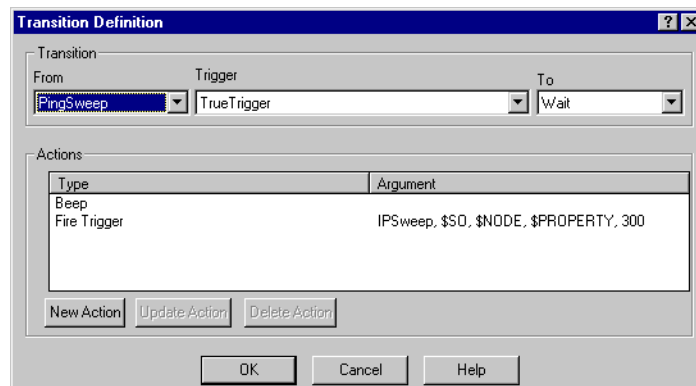 Transition Definition
Transition
From Trigger To
PingSweep TrueTrigger Wait
Actions
Type Argument
Beep
Fire Trigger IPSweep, $SO, $NODE, $PROPERTY, 300
New Action Update Action Delete Action
OK Cancel Help